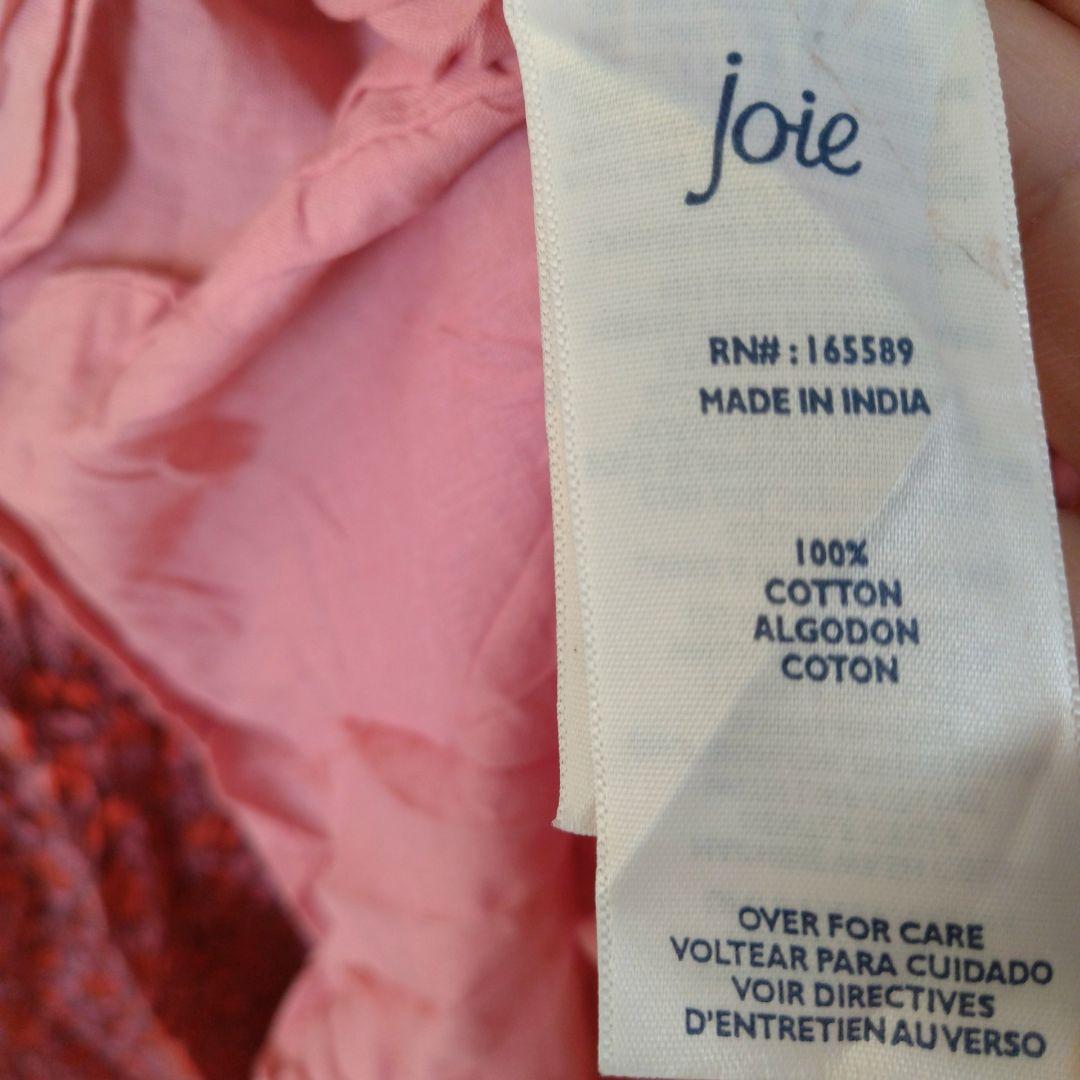 joie
RN# : 165589
MADE IN INDIA
100%
COTTON
ALGODON
COTON
OVER FOR CARE
VOLTEAR PARA CUIDADO
VOIR DIRECTIVES
D'ENTRETIEN AU VERSO